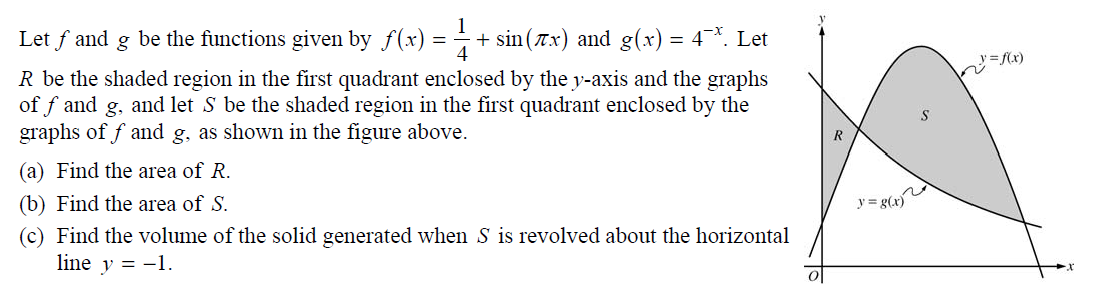 Let f and g be the functions given by f(x) = 1/4 + sin(πx) and g(x) = 4^−x. Let
R be the shaded region in the first quadrant enclosed by the y-axis and the graphs
of f and g, and let S be the shaded region in the first quadrant enclosed by the
graphs of f and g, as shown in the figure above.
(a) Find the area of R.
(b) Find the area of S.
(c) Find the volume of the solid generated when S is revolved about the horizontal
line y = −1.
y
y = f(x)
S
R
y = g(x)
O
x